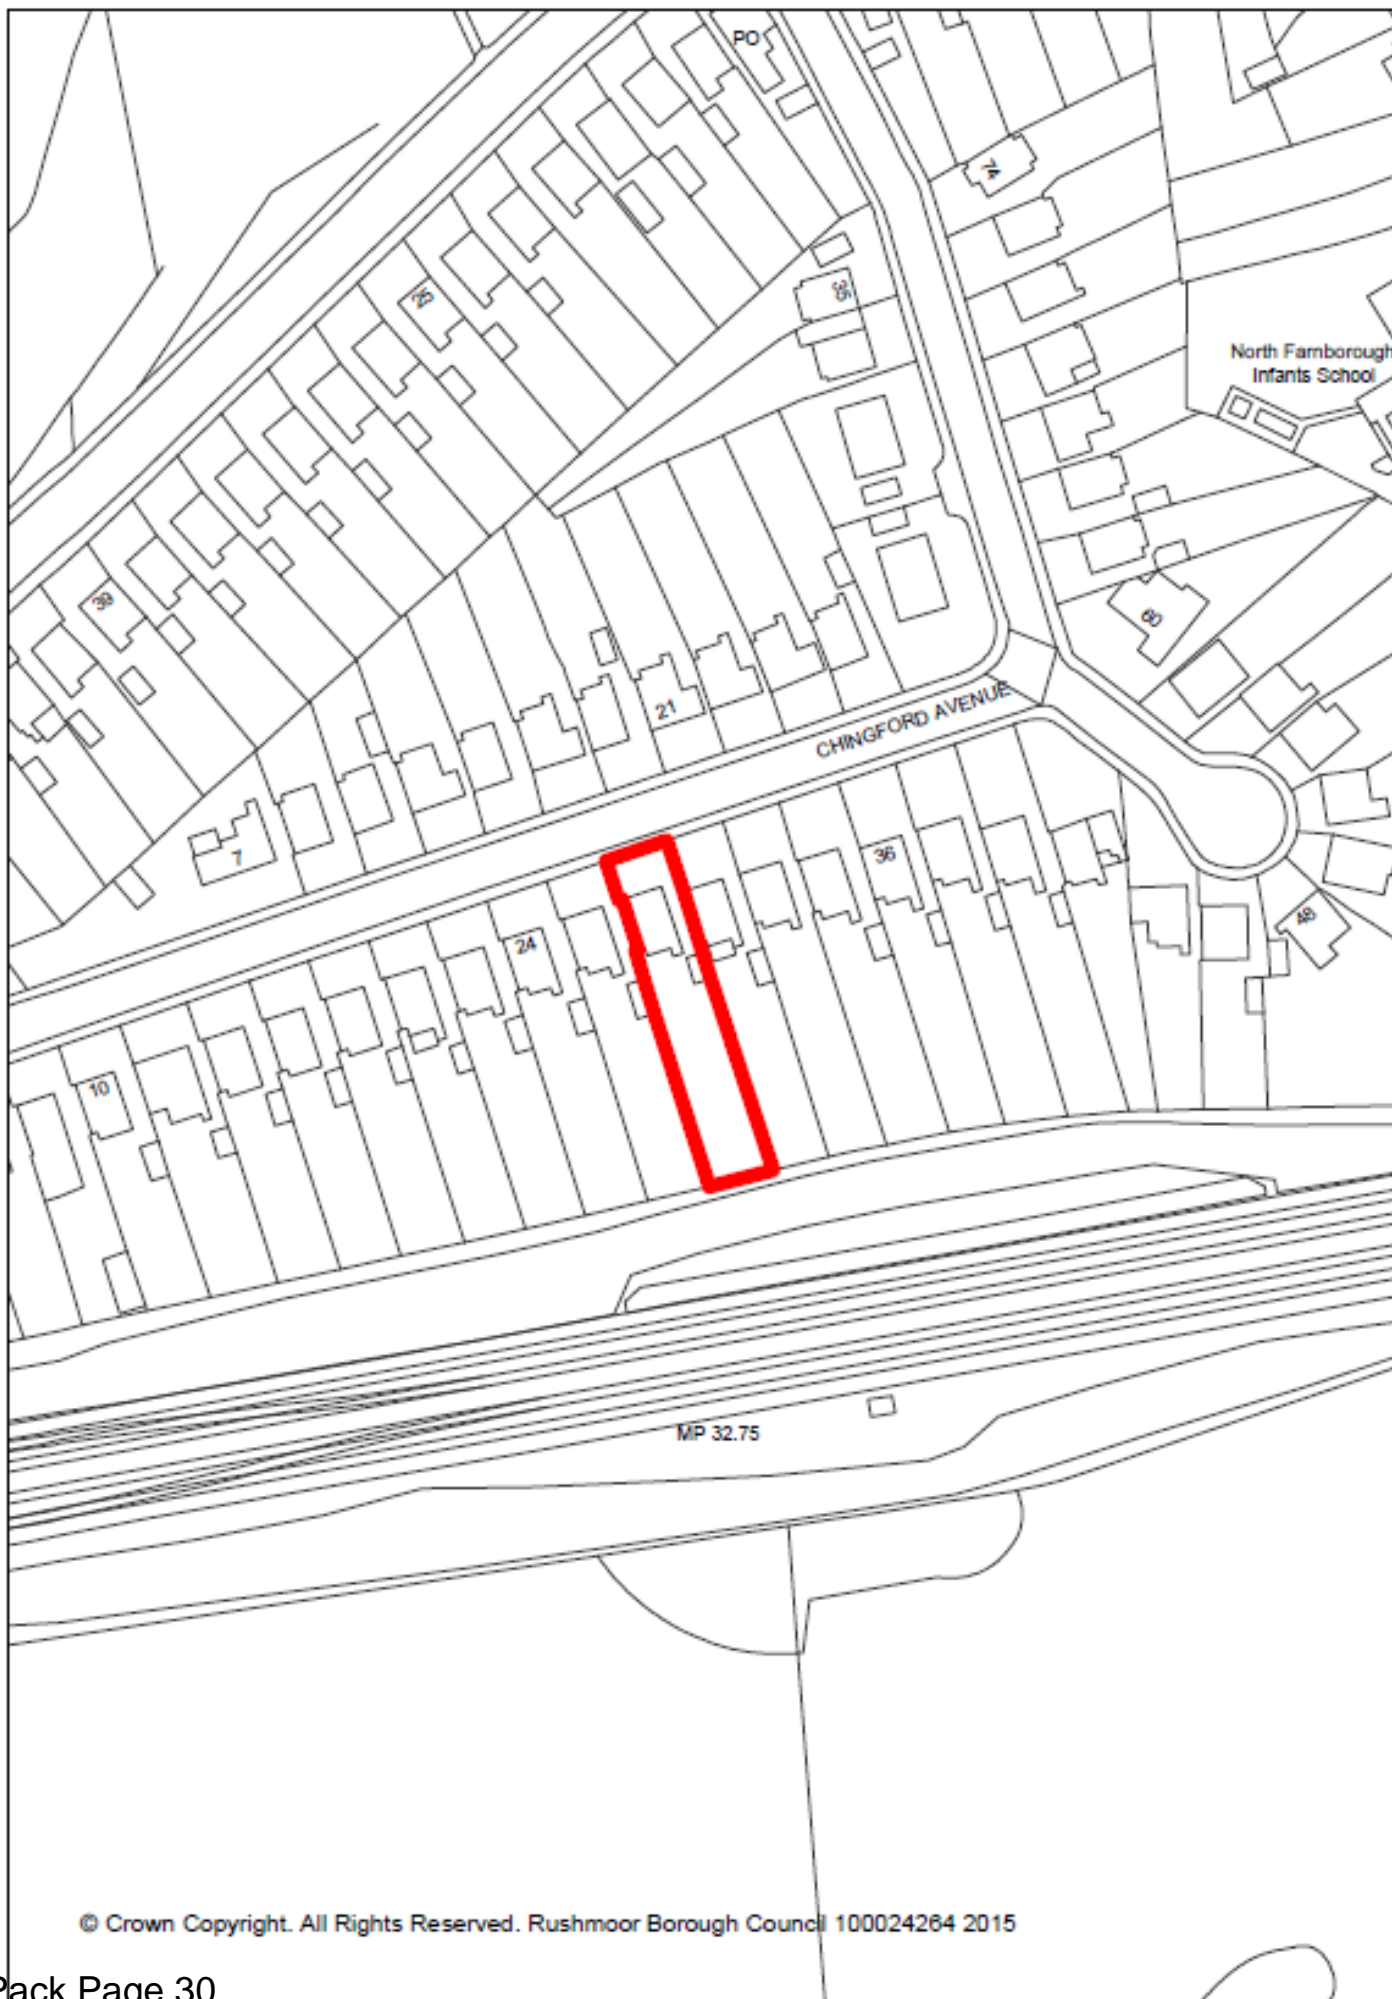 PO
74
25
35
North Farnborough
Infants School
39
60
21
CHINGFORD AVENUE
7
36
24
48
10
MP 32.75
© Crown Copyright. All Rights Reserved. Rushmoor Borough Council 100024264 2015
Pack Page 30